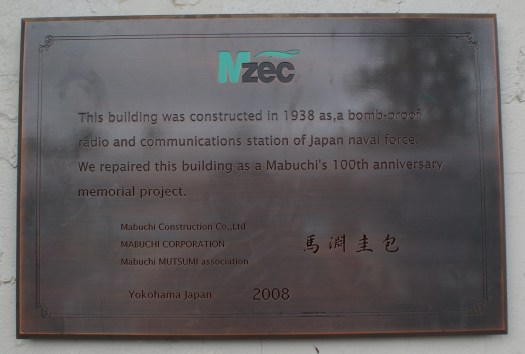 Mzec
This building was constructed in 1938 as,a bomb-proof
radio and communications station of Japan naval force.
We repaired this building as a Mabuchi's 100th anniversary
memorial project.
Mabuchi Construction Co.,Ltd
MABUCHI CORPORATION
Mabuchi MUTSUMI association
馬淵圭包
Yokohama Japan 2008